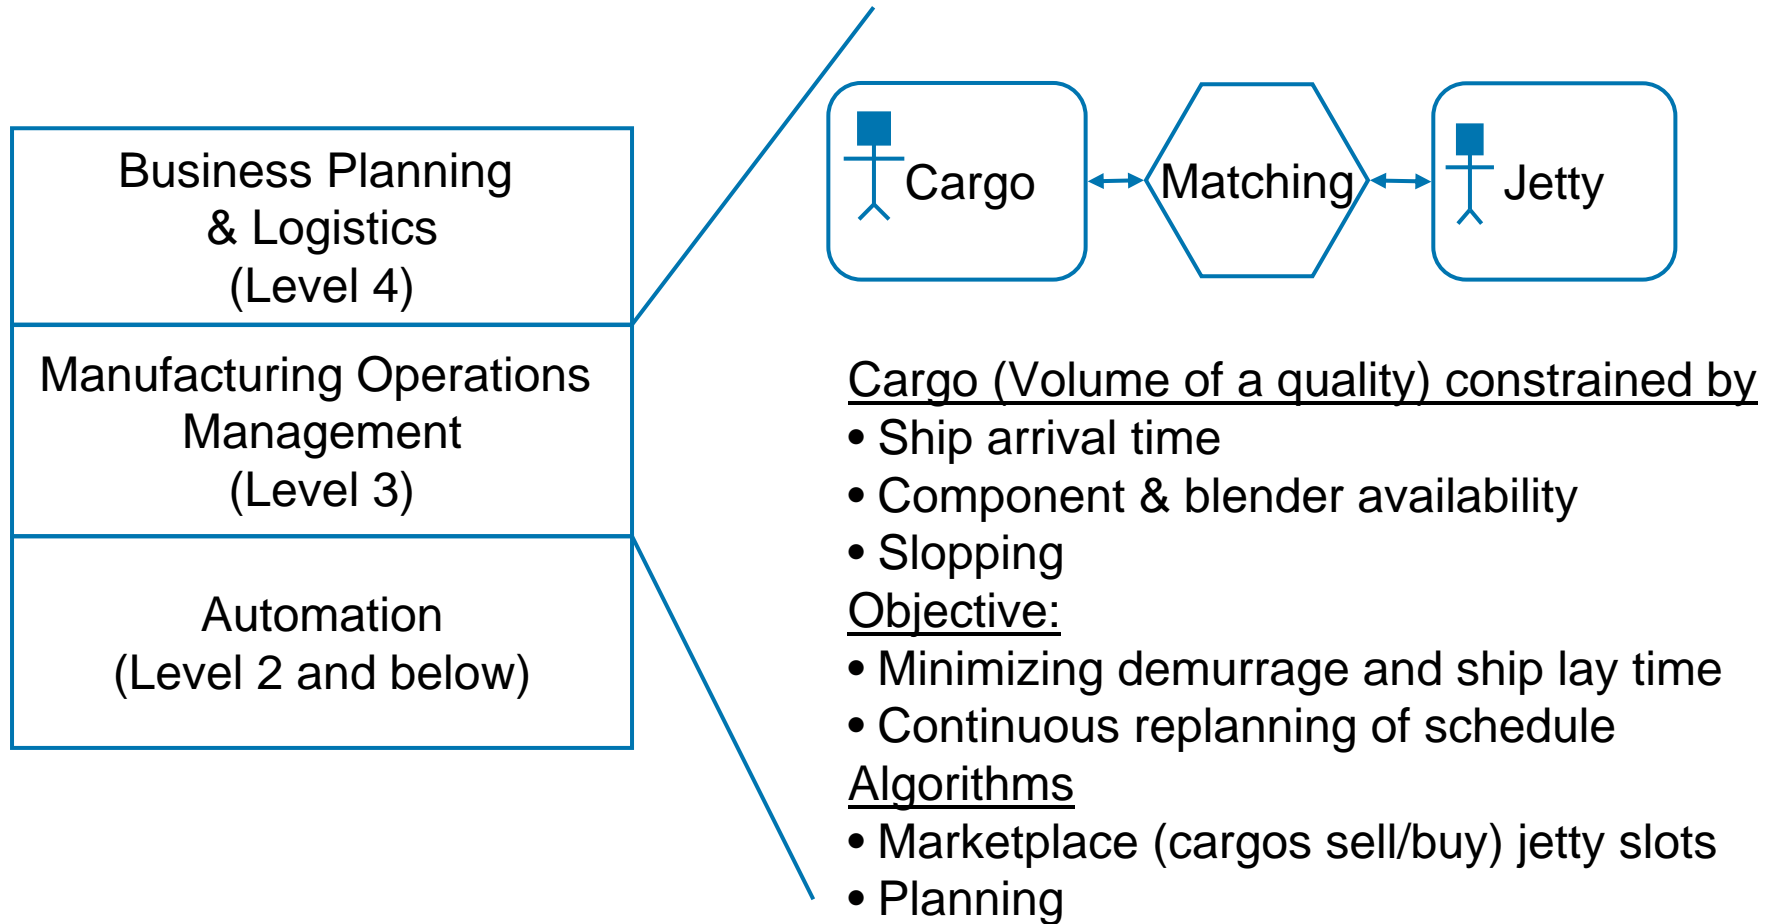 Business Planning
& Logistics
(Level 4)
Manufacturing Operations
Management
(Level 3)
Automation
(Level 2 and below)
Cargo
Matching
Jetty
Cargo (Volume of a quality) constrained by
• Ship arrival time
• Component & blender availability
• Slopping
Objective:
• Minimizing demurrage and ship lay time
• Continuous replanning of schedule
Algorithms
• Marketplace (cargos sell/buy) jetty slots
• Planning